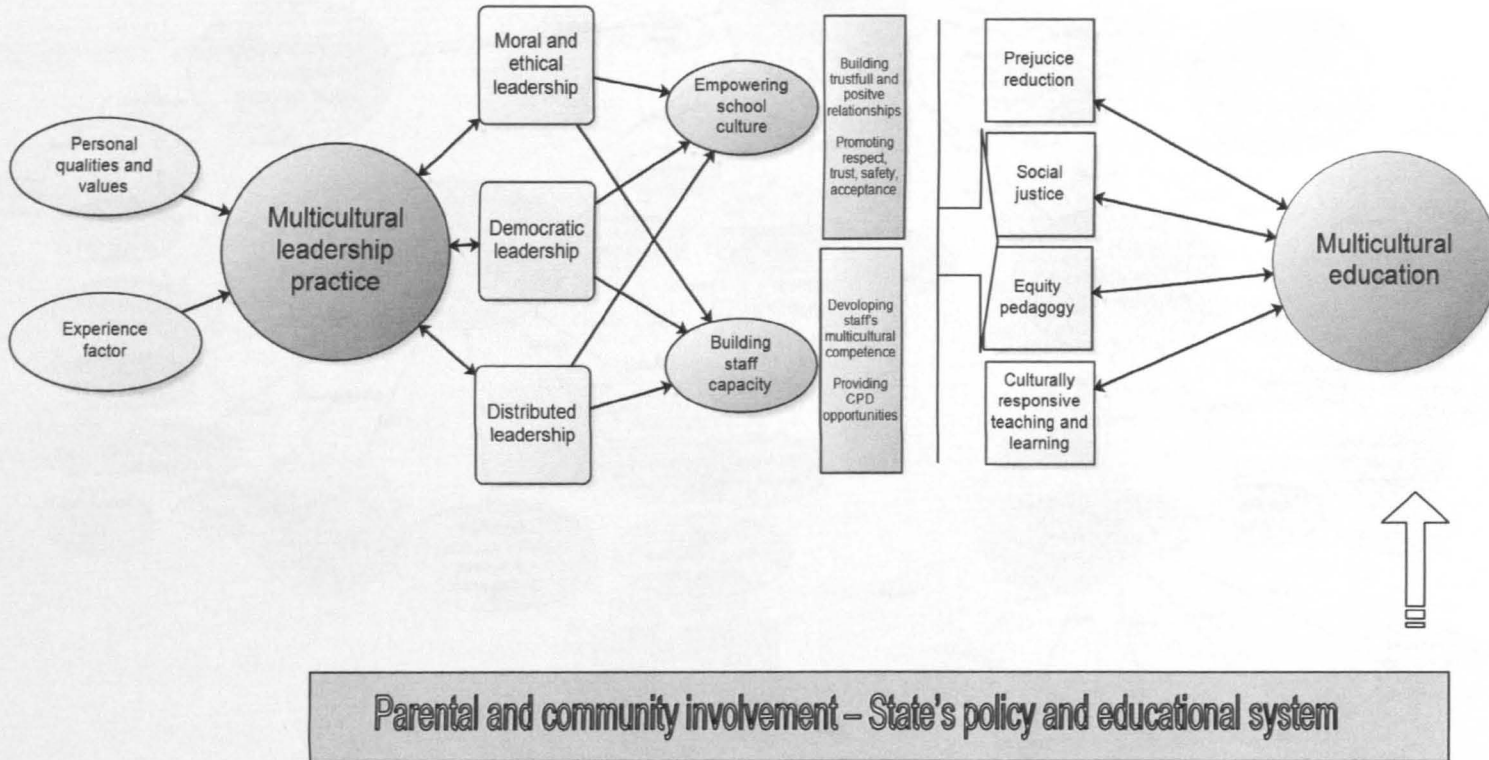 Personal
qualities and
values
Experience
factor
Multicultural
leadership
practice
Moral and
ethical
leadership
Democratic
leadership
Distributed
leadership
Empowering
school
culture
Building
staff
capacity
Building
trustfull and
positve
relationships
Promoting
respect,
trust, safety,
acceptance
Developing
staff's
multicultural
competence
Providing
CPD
opportunities
Prejucice
reduction
Social
justice
Equity
pedagogy
Culturally
responsive
teaching and
learning
Multicultural
education
Parental and community involvement – State's policy and educational system